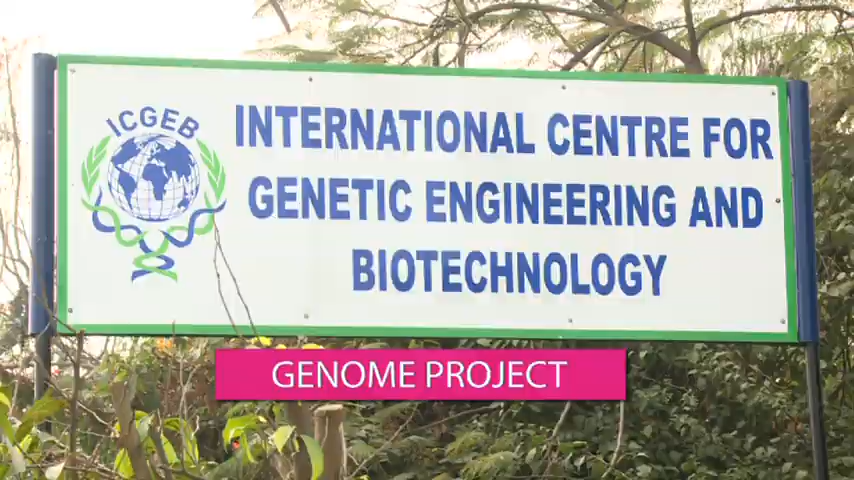 ICGEB
INTERNATIONAL CENTRE FOR
GENETIC ENGINEERING AND
BIOTECHNOLOGY
GENOME PROJECT